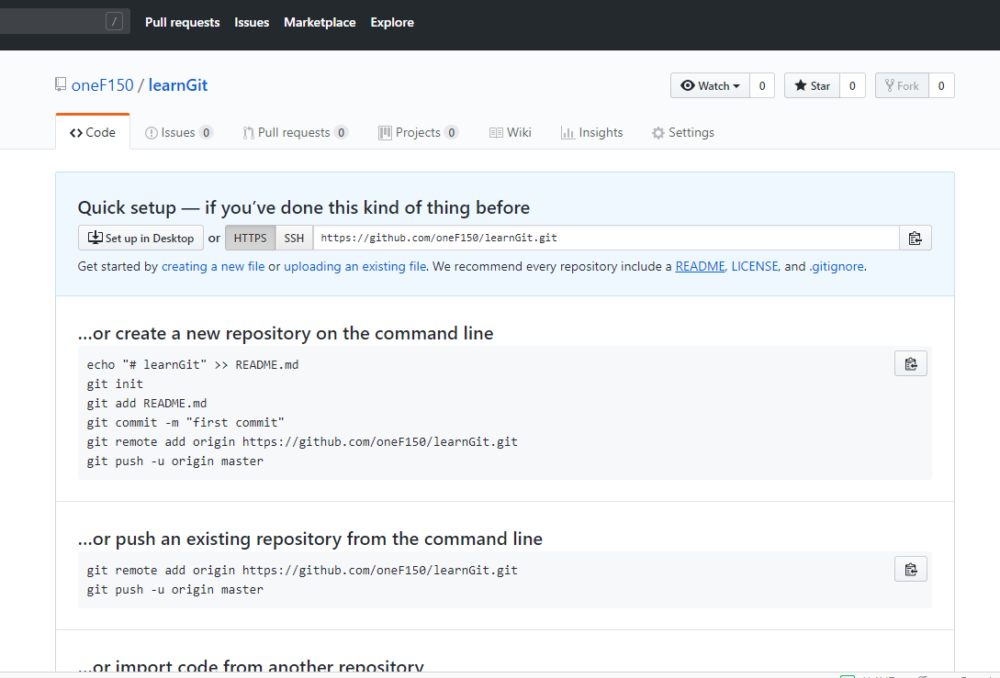 / Pull requests Issues Marketplace Explore
oneF150 / learnGit Watch 0 Star 0 Fork 0
Code Issues 0 Pull requests 0 Projects 0 Wiki Insights Settings
Quick setup — if you’ve done this kind of thing before
Set up in Desktop or HTTPS SSH https://github.com/oneF150/learnGit.git
Get started by creating a new file or uploading an existing file. We recommend every repository include a README, LICENSE, and .gitignore.
…or create a new repository on the command line
echo "# learnGit" >> README.md
git init
git add README.md
git commit -m "first commit"
git remote add origin https://github.com/oneF150/learnGit.git
git push -u origin master
…or push an existing repository from the command line
git remote add origin https://github.com/oneF150/learnGit.git
git push -u origin master
…or import code from another repository